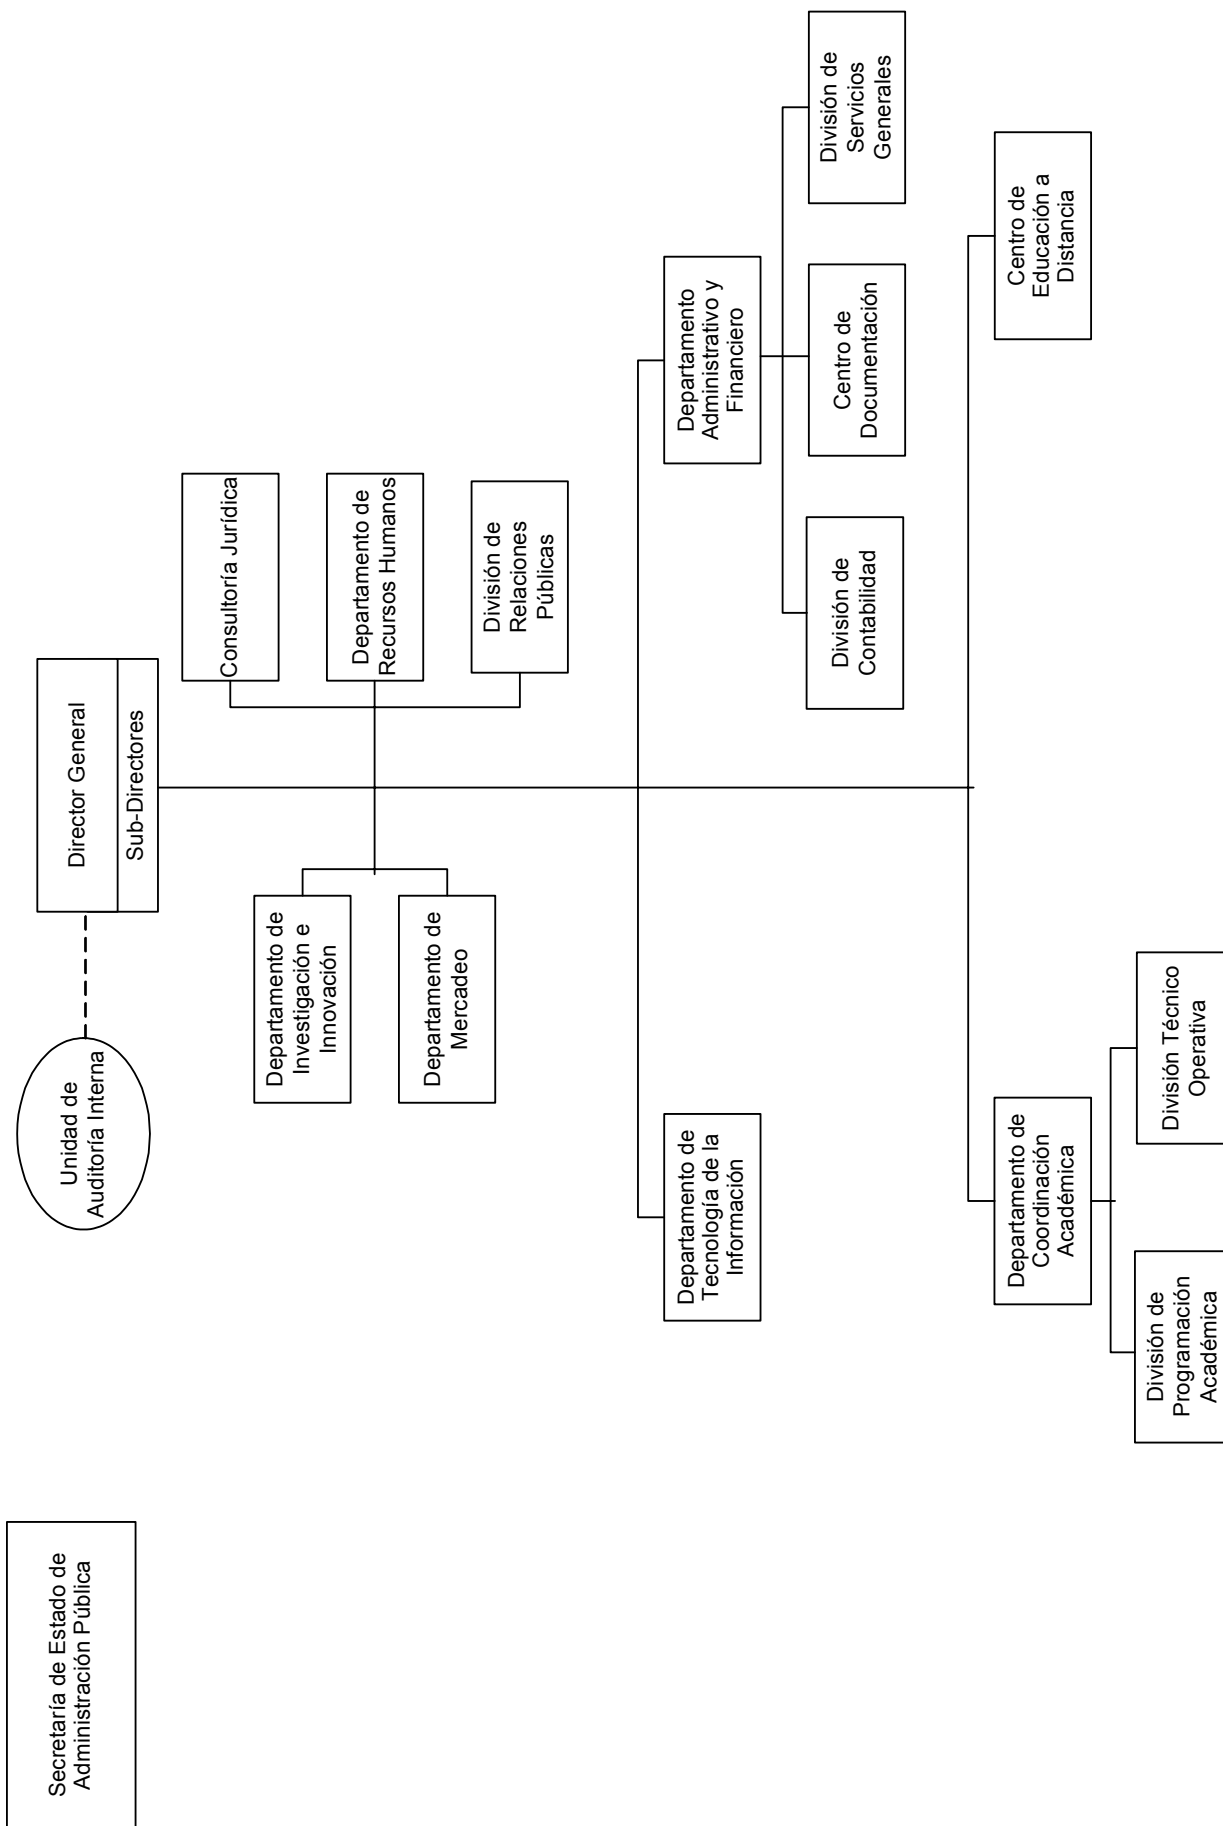 Secretaría de Estado de
Administración Pública
Unidad de
Auditoría Interna
Director General
Sub-Directores
Consultoría Jurídica
Departamento de
Investigación e
Innovación
Departamento de
Recursos Humanos
Departamento de
Mercadeo
División de
Relaciones
Públicas
Departamento de
Tecnología de la
Información
Departamento
Administrativo y
Financiero
División de
Contabilidad
Centro de
Documentación
División de
Servicios
Generales
Departamento de
Coordinación
Académica
Centro de
Educación a
Distancia
División de
Programación
Académica
División Técnico
Operativa